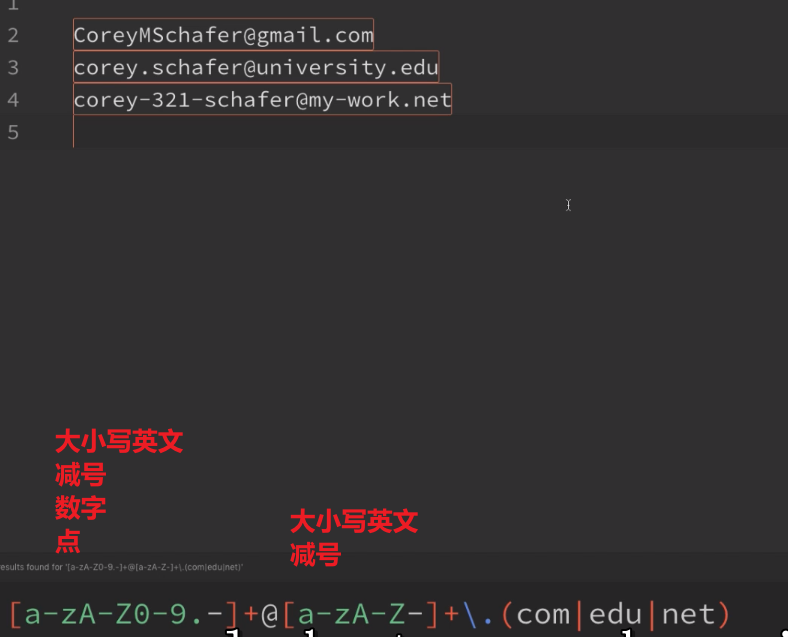 1
2 CoreyMSchafer@gmail.com
3 corey.schafer@university.edu
4 corey-321-schafer@my-work.net
5
大小写英文
减号
数字
点
大小写英文
减号
esults found for '[a-zA-Z0-9.-]+@[a-zA-Z-]+\.(com|edu|net)'
[a-zA-Z0-9.-]+@[a-zA-Z-]+\.(com|edu|net)